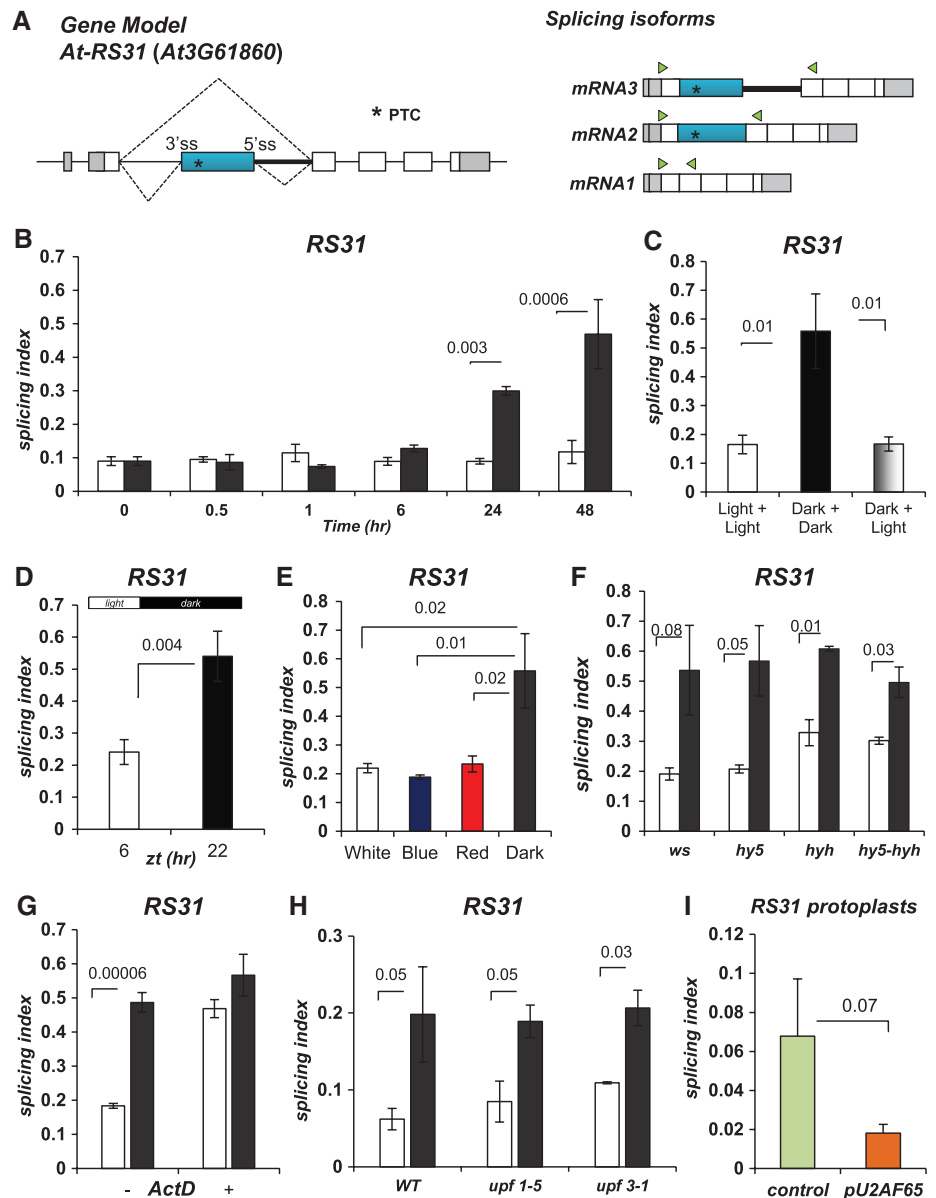 A
Gene Model
At-RS31 (At3G61860)
* PTC
3'ss
5'ss
*
Splicing isoforms
mRNA3
*
mRNA2
*
mRNA1
B
RS31
splicing index
0.7
0.6
0.5
0.4
0.3
0.2
0.1
0
0.003
0.0006
0
0.5
1
6
24
48
Time (hr)
C
RS31
splicing index
0.8
0.7
0.6
0.5
0.4
0.3
0.2
0.1
0
0.01
0.01
Light +
Light
Dark +
Dark
Dark +
Light
D
RS31
light
dark
splicing index
0.7
0.6
0.5
0.4
0.3
0.2
0.1
0
0.004
6
zt (hr)
22
E
RS31
splicing index
0.8
0.7
0.6
0.5
0.4
0.3
0.2
0.1
0
0.02
0.01
0.02
White
Blue
Red
Dark
F
RS31
splicing index
0.8
0.7
0.6
0.5
0.4
0.3
0.2
0.1
0
0.08
0.05
0.01
0.03
ws
hy5
hyh
hy5-hyh
G
RS31
splicing index
0.7
0.6
0.5
0.4
0.3
0.2
0.1
0
0.00006
-
ActD
+
H
RS31
splicing index
0.3
0.2
0.1
0
0.05
0.05
0.03
WT
upf 1-5
upf 3-1
I
RS31 protoplasts
splicing index
0.12
0.1
0.08
0.06
0.04
0.02
0
0.07
control
pU2AF65